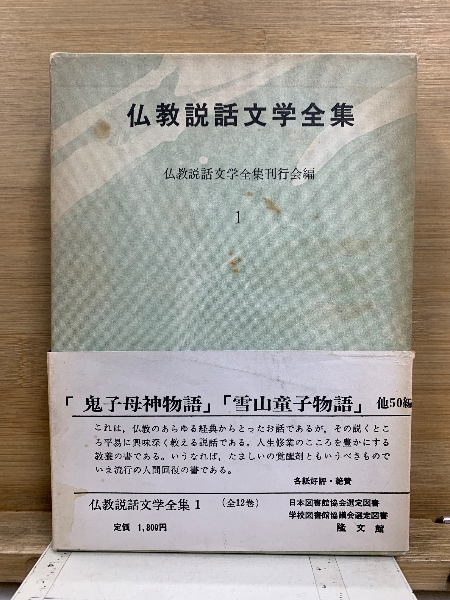 仏教説話文学全集
仏教説話文学全集刊行会編
1
「鬼子母神物語」「雪山童子物語」他50編
これは、仏教のあらゆる経典からとったお話であるが、その説くとこ
ろ平易に興味深く教える説話である。人生修業のこころを豊かにする
教養の書である。いうなれば、たましいの覚醒剤ともいうべきもので
いま流行の人間回復の書である。
各誌好評・絶賛
仏教説話文学全集 1 (全12巻) 日本図書館協会選定図書
学校図書館協議会選定図書
定価 1,800円 隆文館